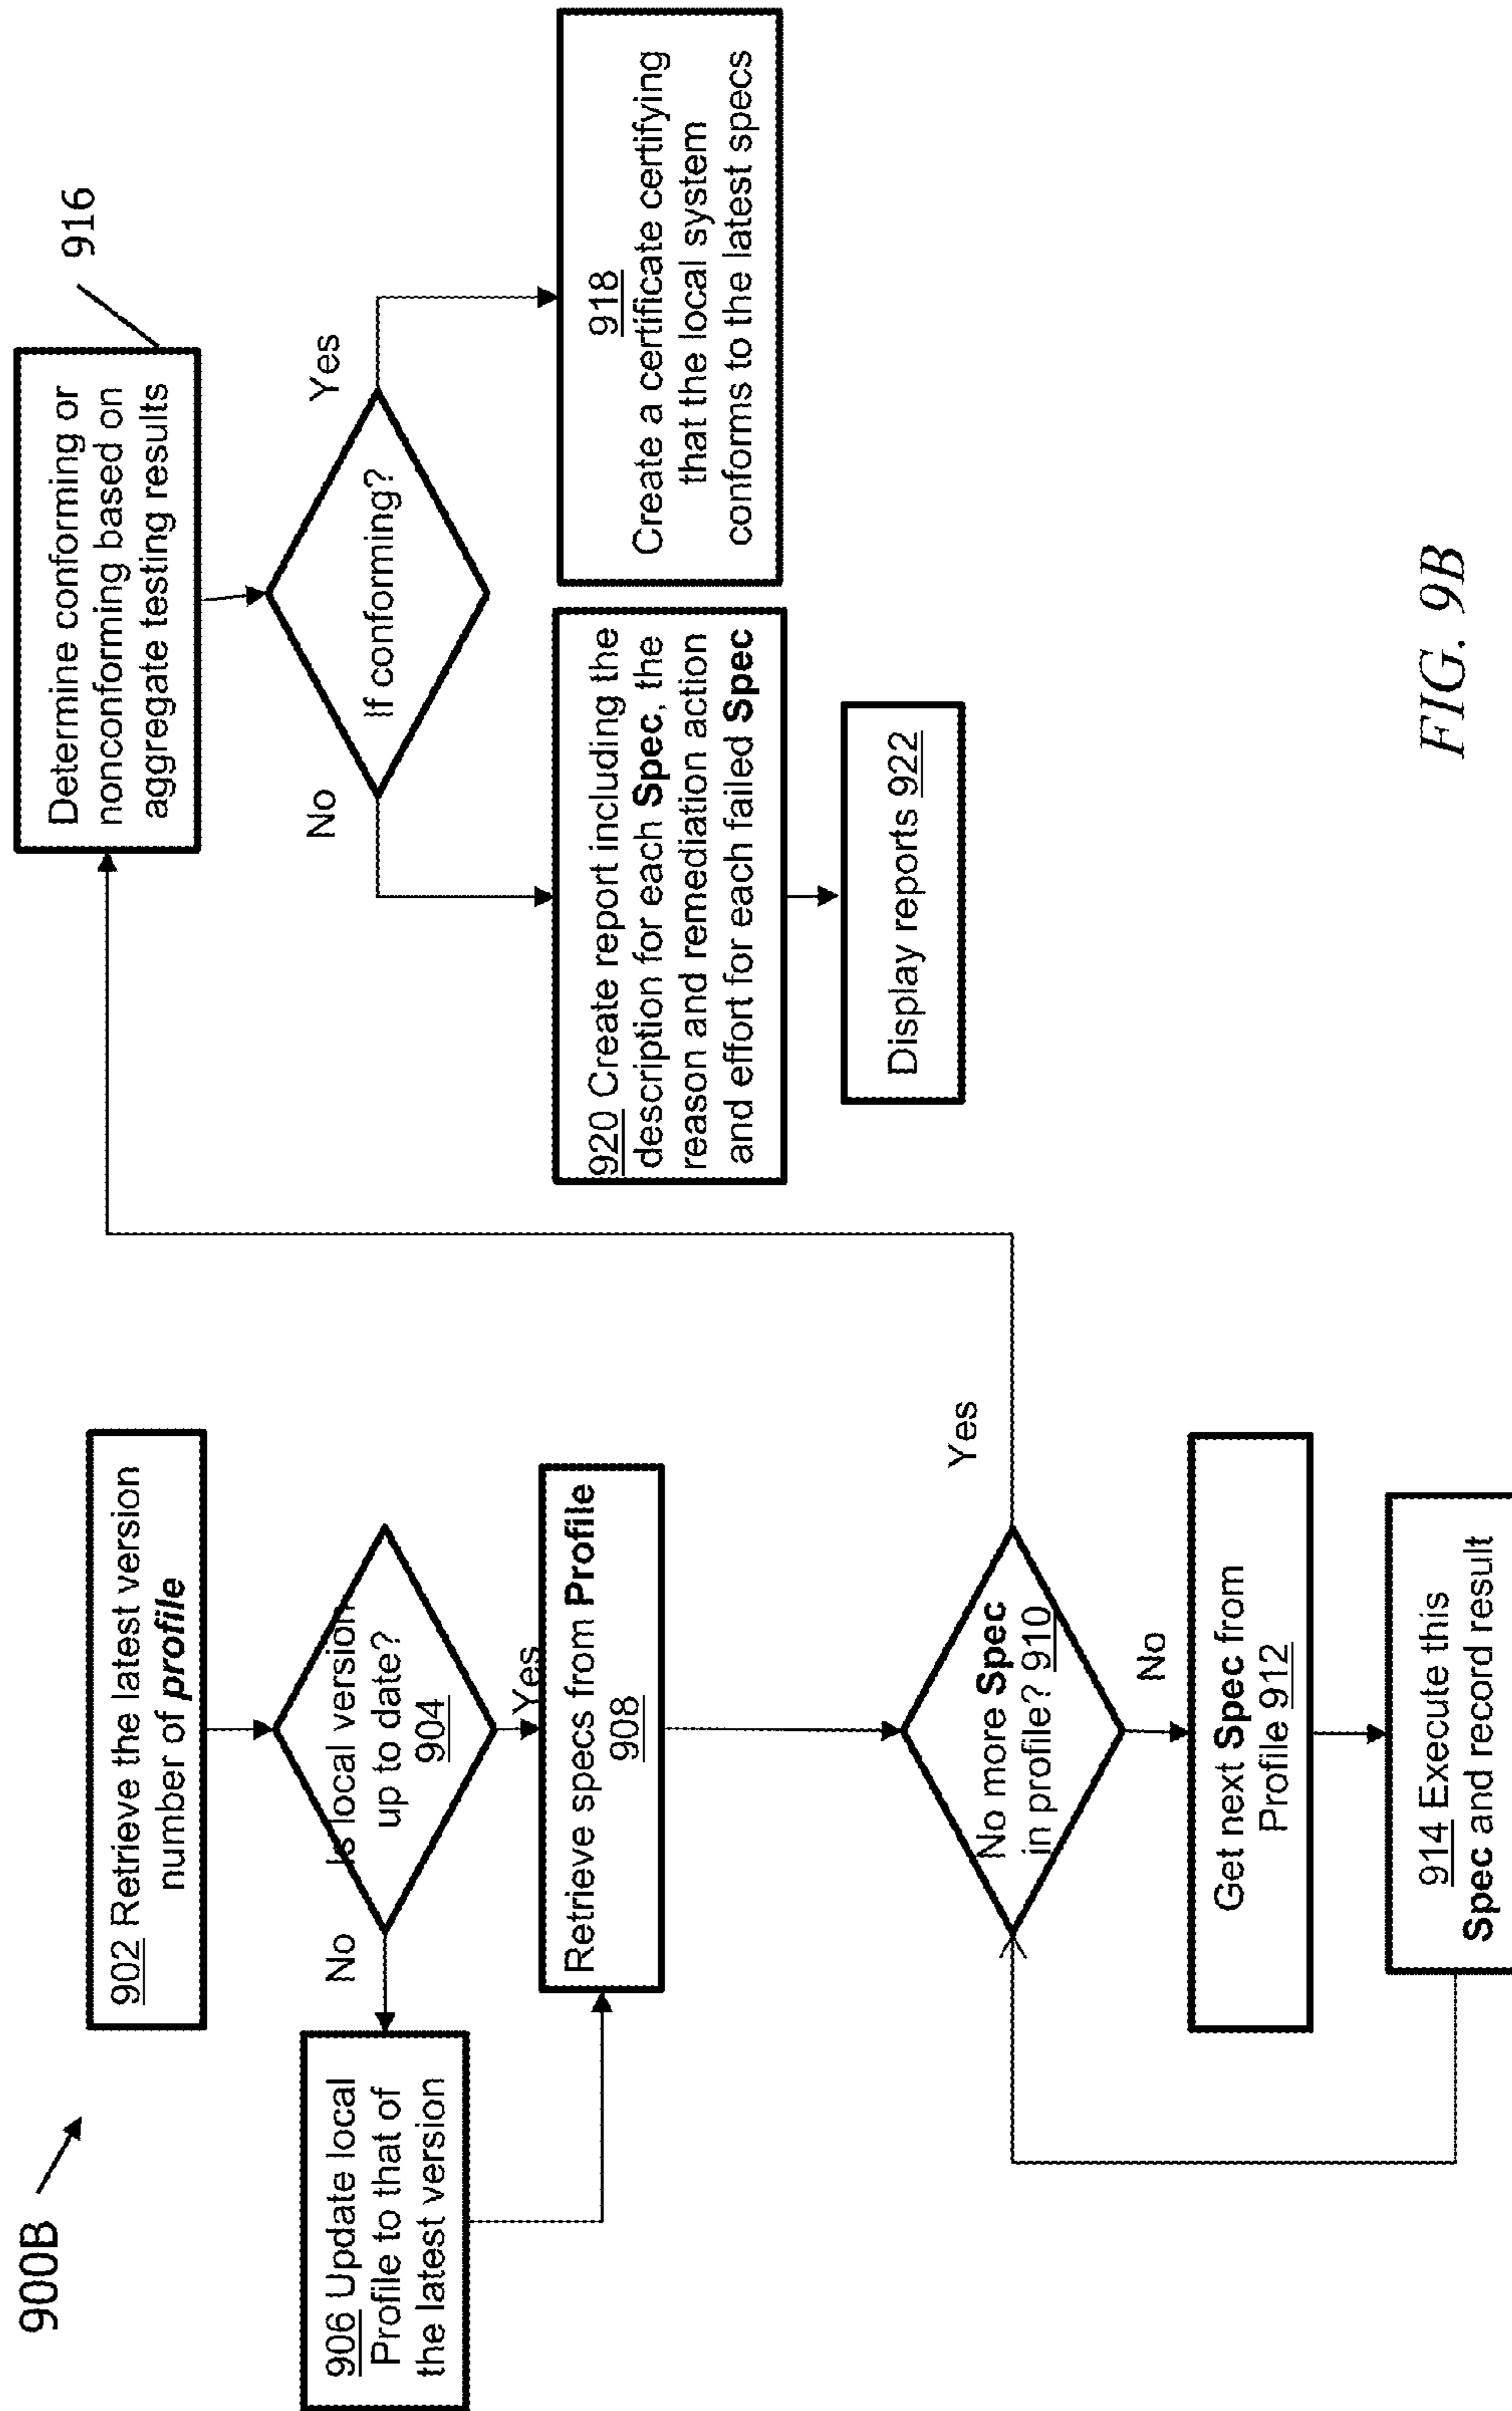 900B
902 Retrieve the latest version
number of profile
Is local version
up to date?
904
No
Yes
906 Update local
Profile to that of
the latest version
Retrieve specs from Profile
908
No more Spec
in profile? 910
Yes
No
Get next Spec from
Profile 912
914 Execute this
Spec and record result
Determine conforming or
nonconforming based on
aggregate testing results
916
If conforming?
No
Yes
918
Create a certificate certifying
that the local system
conforms to the latest specs
920 Create report including the
description for each Spec, the
reason and remediation action
and effort for each failed Spec
Display reports 922
FIG. 9B